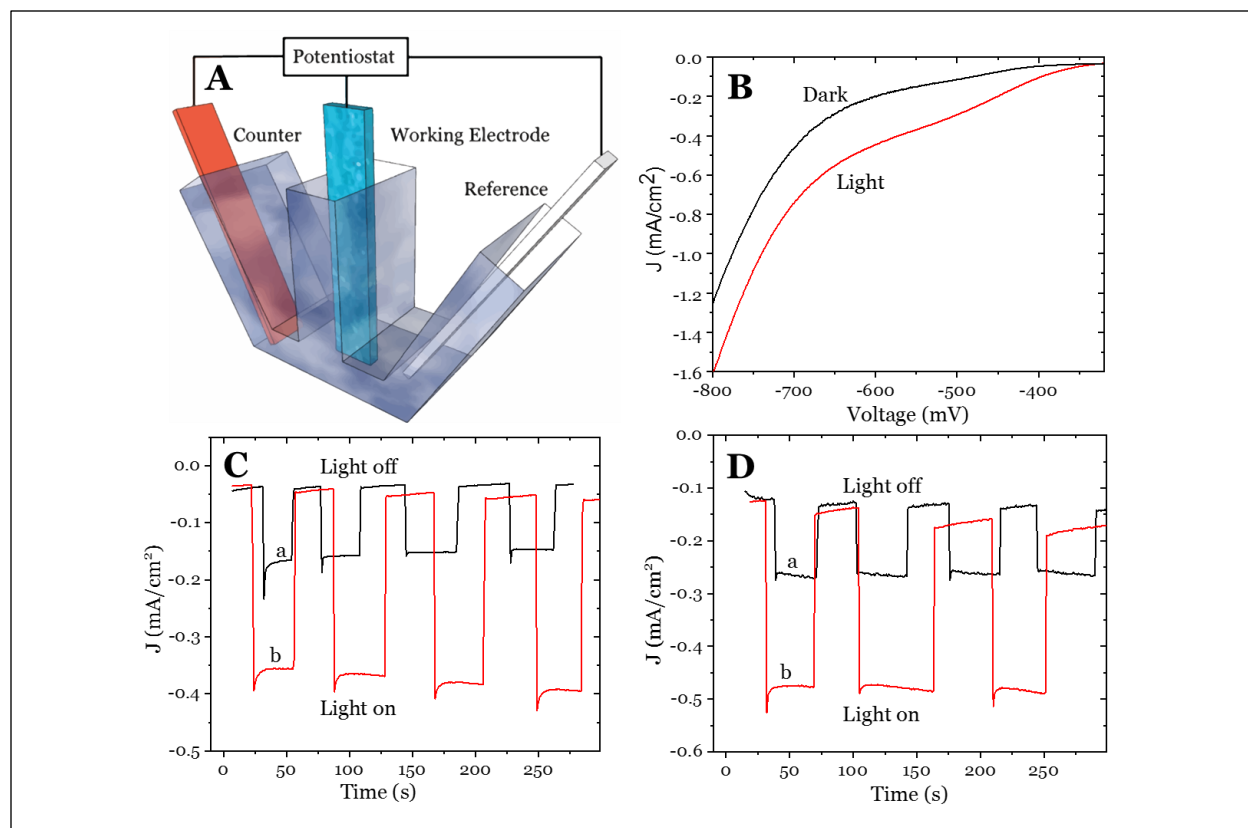 Potentiostat
A
Counter
Working Electrode
Reference
B
Dark
Light
0.0
-0.2
-0.4
-0.6
-0.8
-1.0
-1.2
-1.4
-1.6
J (mA/cm2)
-800
-700
-600
-500
-400
Voltage (mV)
C
Light off
a
b
Light on
0.0
-0.1
-0.2
-0.3
-0.4
-0.5
J (mA/cm²)
0
50
100
150
200
250
Time (s)
D
Light off
a
b
Light on
0.0
-0.1
-0.2
-0.3
-0.4
-0.5
-0.6
J (mA/cm²)
0
50
100
150
200
250
Time (s)